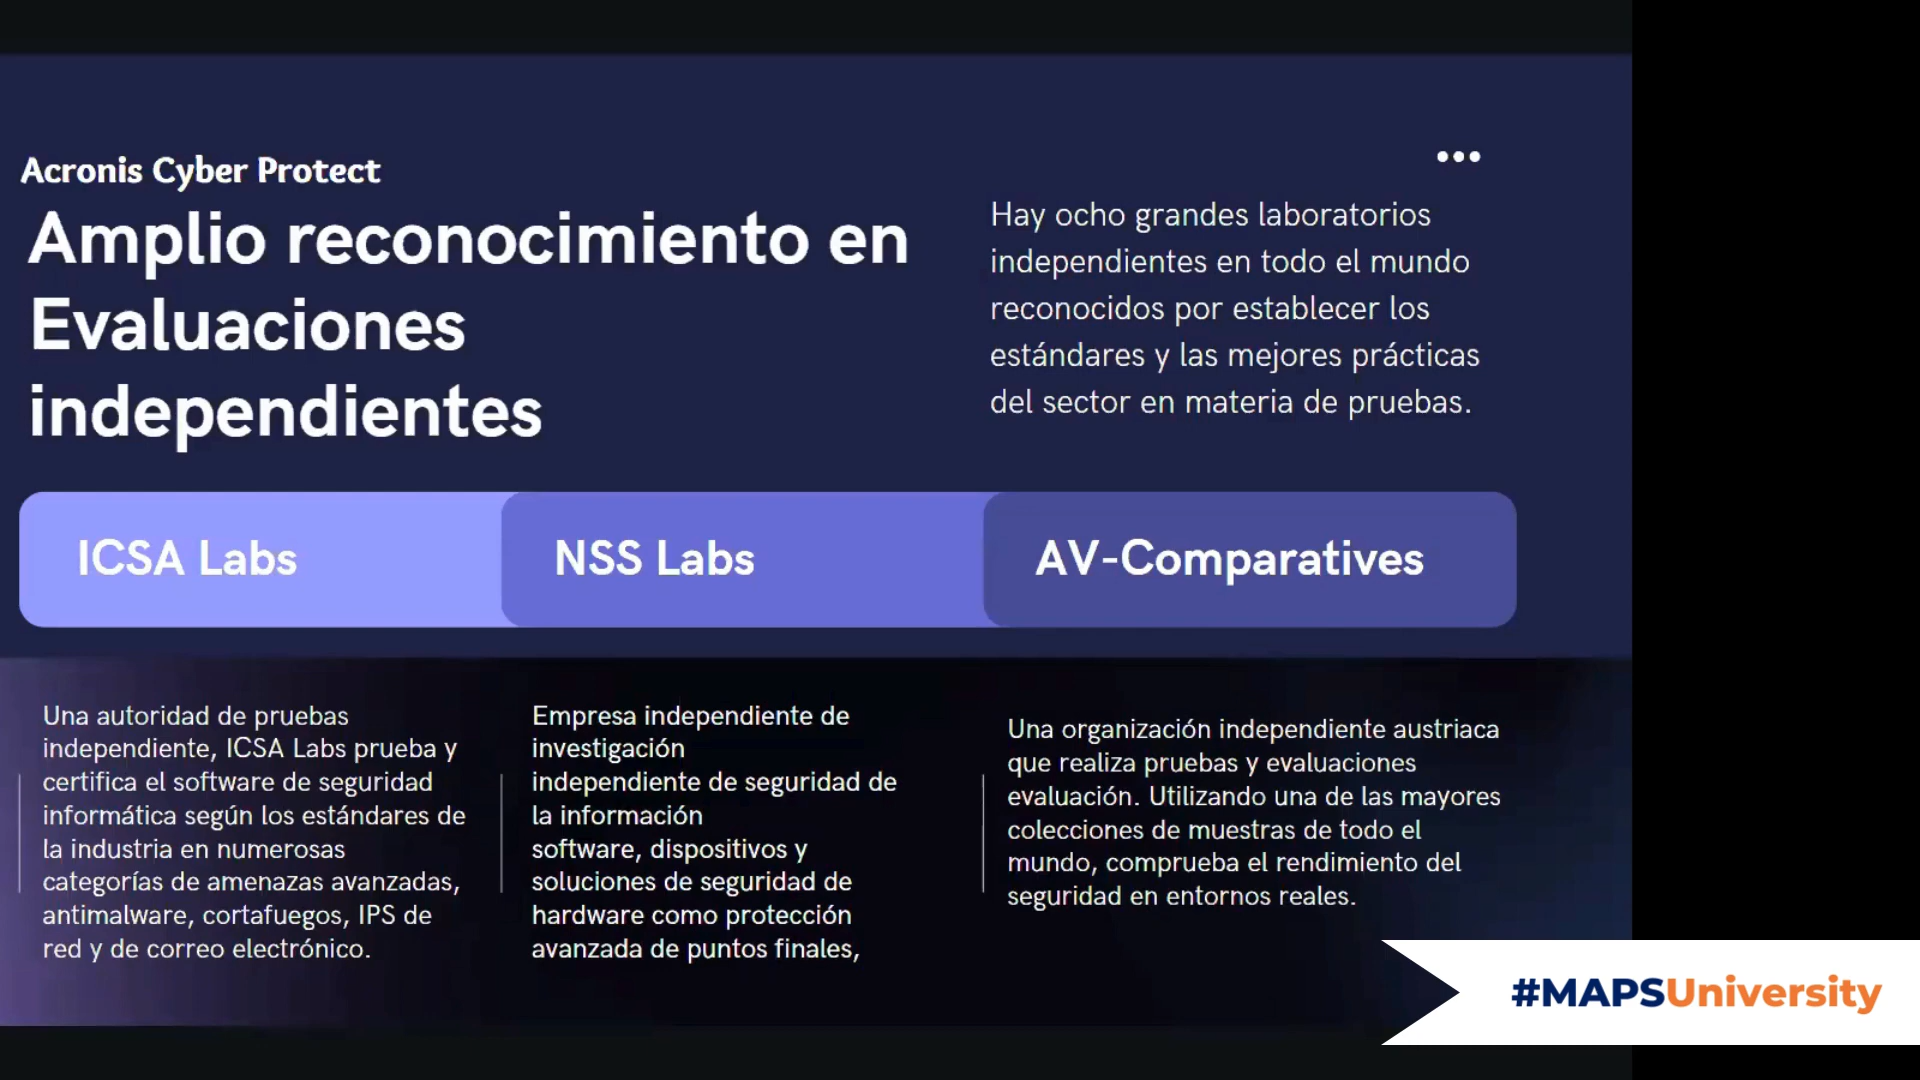 Acronis Cyber Protect
Amplio reconocimiento en
Evaluaciones
independientes
Hay ocho grandes laboratorios
independientes en todo el mundo
reconocidos por establecer los
estándares y las mejores prácticas
del sector en materia de pruebas.
ICSA Labs
NSS Labs
AV-Comparatives
Una autoridad de pruebas
independiente, ICSA Labs prueba y
certifica el software de seguridad
informática según los estándares de
la industria en numerosas
categorías de amenazas avanzadas,
antimalware, cortafuegos, IPS de
red y de correo electrónico.
Empresa independiente de
investigación
independiente de seguridad de
la información
software, dispositivos y
soluciones de seguridad de
hardware como protección
avanzada de puntos finales,
Una organización independiente austriaca
que realiza pruebas y evaluaciones
evaluación. Utilizando una de las mayores
colecciones de muestras de todo el
mundo, comprueba el rendimiento del
seguridad en entornos reales.
#MAPSUniversity